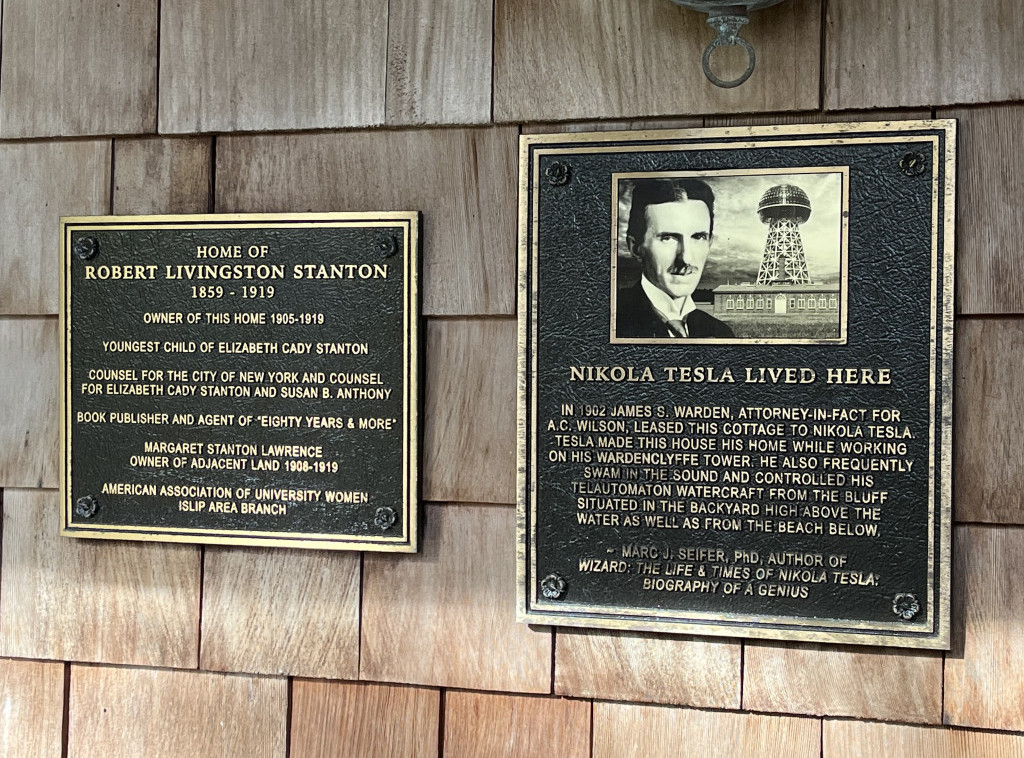 HOME OF
ROBERT LIVINGSTON STANTON
1859 - 1919
OWNER OF THIS HOME 1905-1919
YOUNGEST CHILD OF ELIZABETH CADY STANTON
COUNSEL FOR THE CITY OF NEW YORK AND COUNSEL
FOR ELIZABETH CADY STANTON AND SUSAN B. ANTHONY
BOOK PUBLISHER AND AGENT OF "EIGHTY YEARS & MORE"
MARGARET STANTON LAWRENCE
OWNER OF ADJACENT LAND 1908-1919
AMERICAN ASSOCIATION OF UNIVERSITY WOMEN
ISLIP AREA BRANCH
NIKOLA TESLA LIVED HERE
IN 1902 JAMES S. WARDEN, ATTORNEY-IN-FACT FOR
A.C. WILSON, LEASED THIS COTTAGE TO NIKOLA TESLA.
TESLA MADE THIS HOUSE HIS HOME WHILE WORKING
ON HIS WARDENCLYFFE TOWER. HE ALSO FREQUENTLY
SWAM IN THE SOUND AND CONTROLLED HIS
TELAUTOMATON WATERCRAFT FROM THE BLUFF
SITUATED IN THE BACKYARD HIGH ABOVE THE
WATER AS WELL AS FROM THE BEACH BELOW.
~ MARC J. SEIFER, PhD, AUTHOR OF
WIZARD: THE LIFE & TIMES OF NIKOLA TESLA:
BIOGRAPHY OF A GENIUS